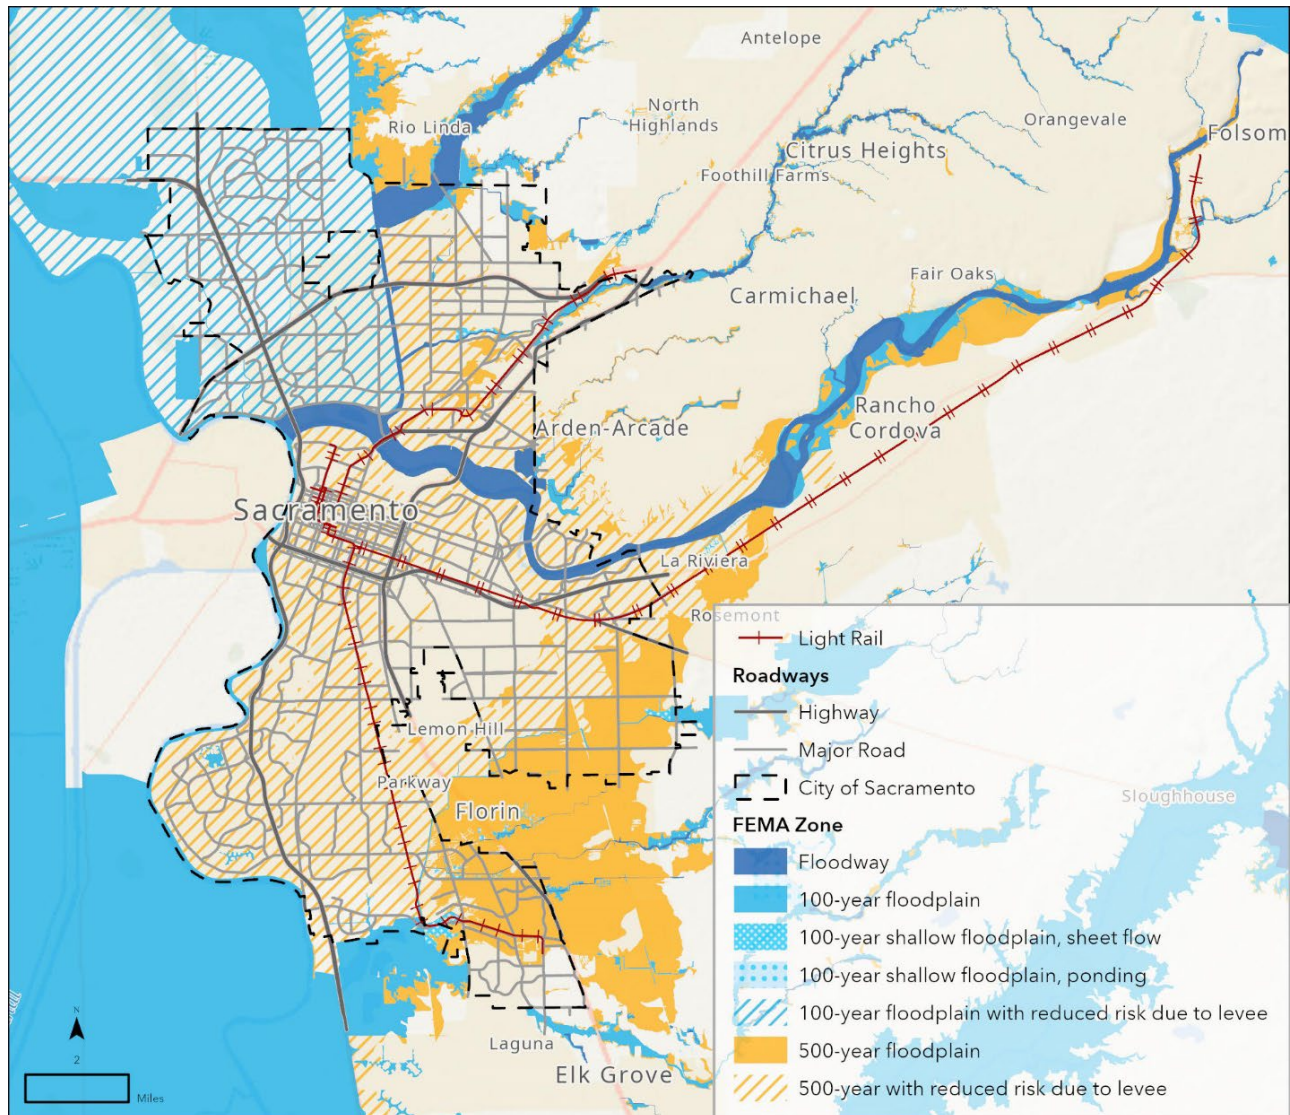 Antelope
North
Highlands
Rio Linda
Orangevale
Folsom
Citrus Heights
Foothill Farms
Fair Oaks
Carmichael
Rancho
Cordova
Arden-Arcade
Sacramento
La Riviera
Rosemont
Lemon Hill
Parkway
Florin
Sloughhouse
Laguna
Elk Grove
N
2
Miles
Light Rail
Roadways
Highway
Major Road
City of Sacramento
FEMA Zone
Floodway
100-year floodplain
100-year shallow floodplain, sheet flow
100-year shallow floodplain, ponding
100-year floodplain with reduced risk due to levee
500-year floodplain
500-year with reduced risk due to levee